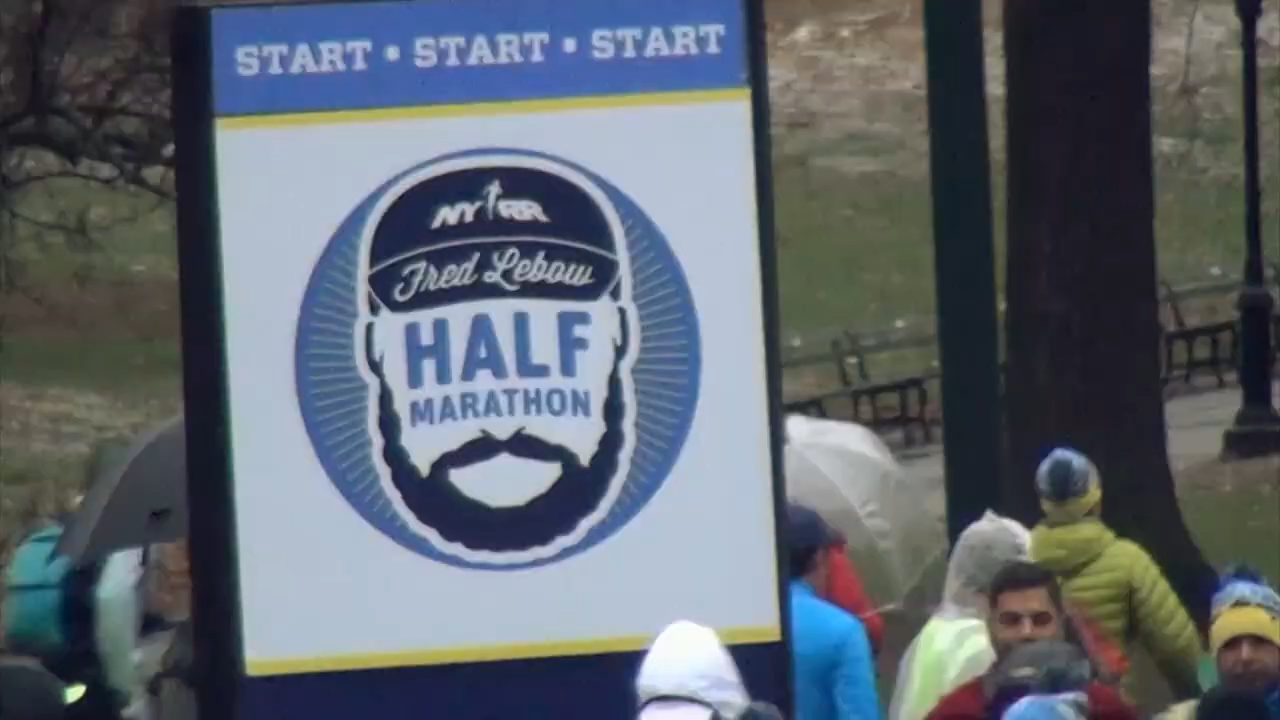 START • START • START
NYRR
Fred Lebow
HALF
MARATHON